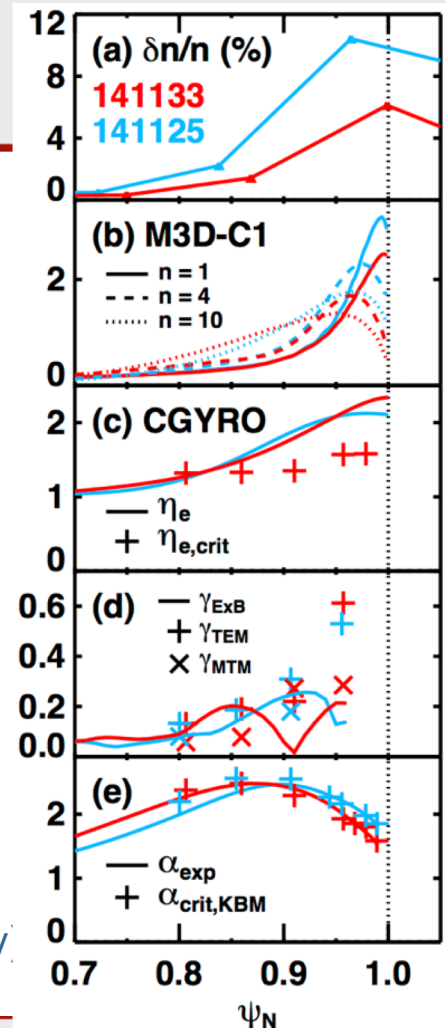 12
(a) δn/n (%)
8
141133
141125
4
0
(b) M3D-C1
n = 1
2
n = 4
n = 10
0
(c) CGYRO
2
1
ηe
ηe,crit
0
(d)
γExB
0.6
γTEM
0.4
γMTM
0.2
0.0
(e)
2
αexp
1
αcrit,KBM
y)
0
0.7 0.8 0.9 1.0
ψN